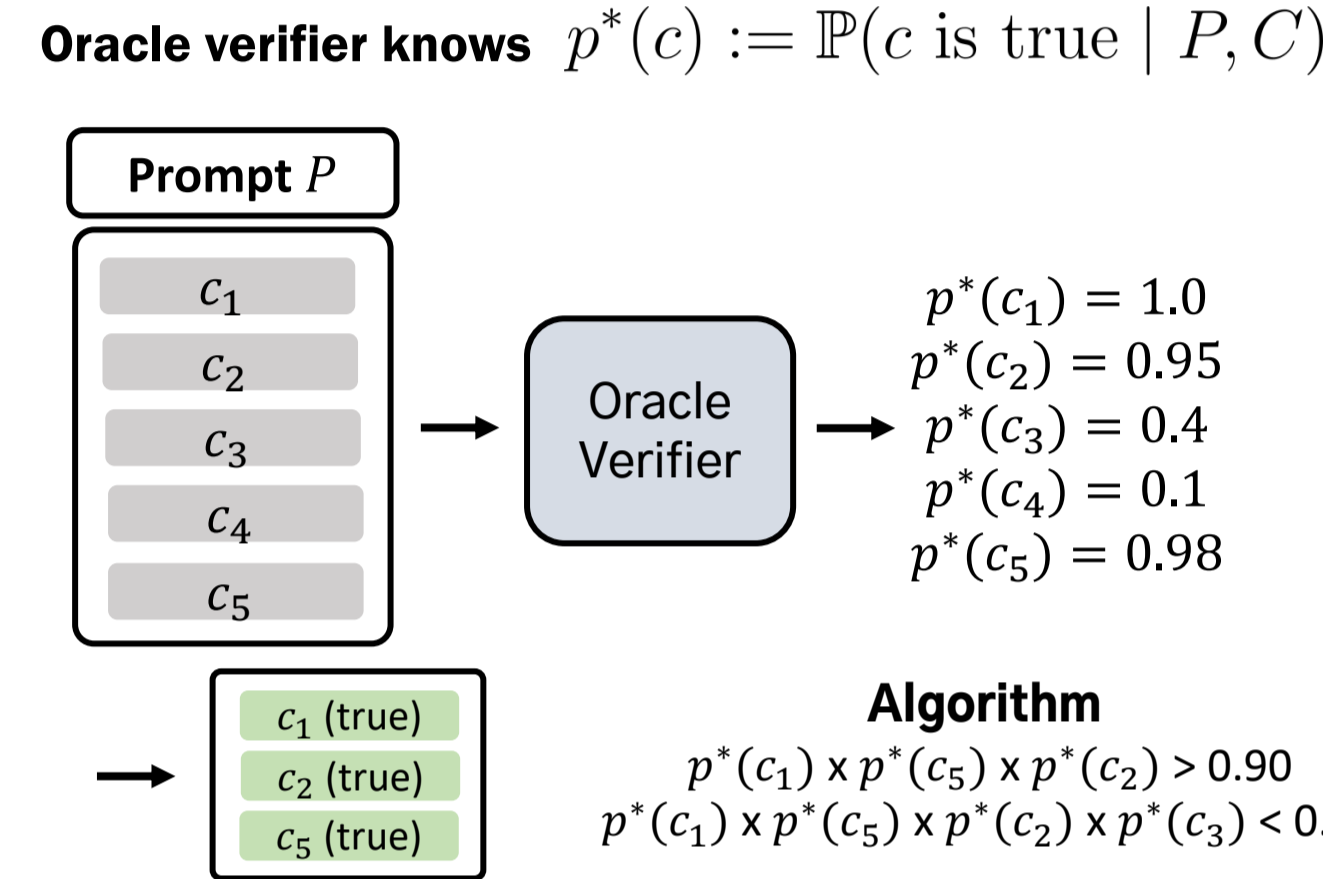 Oracle verifier knows p*(c) := ℙ(c is true | P, C)
Prompt P
c₁
c₂
c₃
c₄
c₅
Oracle
Verifier
p*(c₁) = 1.0
p*(c₂) = 0.95
p*(c₃) = 0.4
p*(c₄) = 0.1
p*(c₅) = 0.98
c₁ (true)
c₂ (true)
c₅ (true)
Algorithm
p*(c₁) x p*(c₅) x p*(c₂) > 0.90
p*(c₁) x p*(c₅) x p*(c₂) x p*(c₃) < 0.